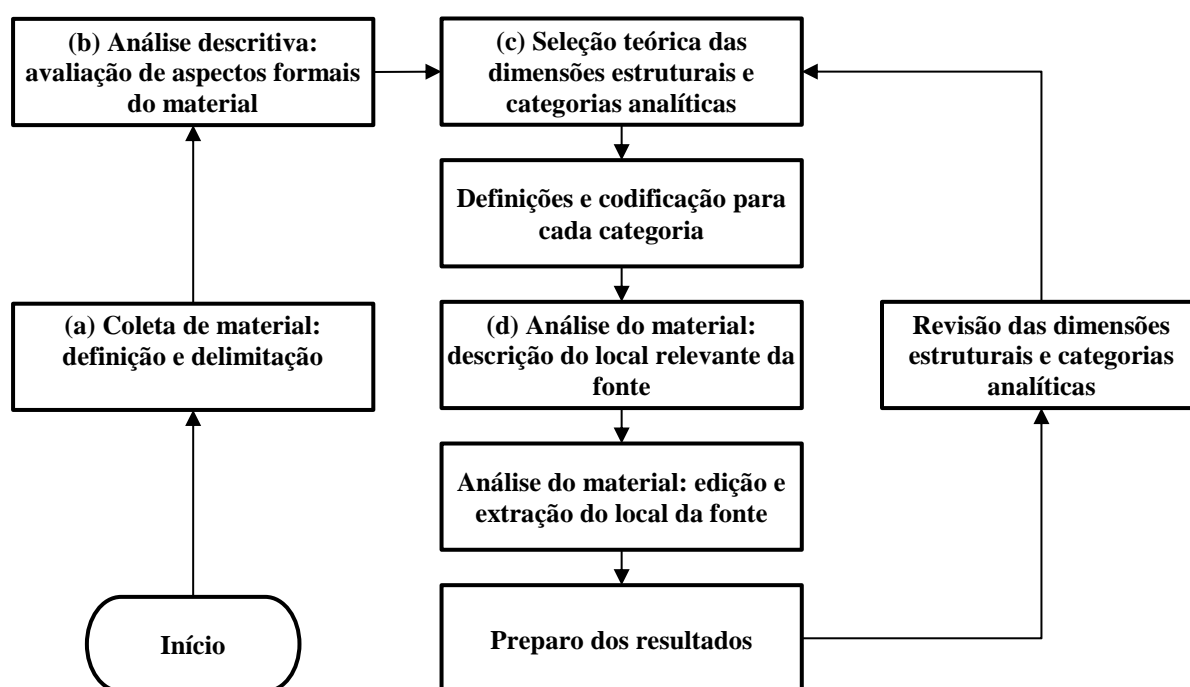 (b) Análise descritiva:
avaliação de aspectos formais
do material
(c) Seleção teórica das
dimensões estruturais e
categorias analíticas
Definições e codificação para
cada categoria
(a) Coleta de material:
definição e delimitação
(d) Análise do material:
descrição do local relevante da
fonte
Revisão das dimensões
estruturais e categorias
analíticas
Análise do material: edição e
extração do local da fonte
Início
Preparo dos resultados